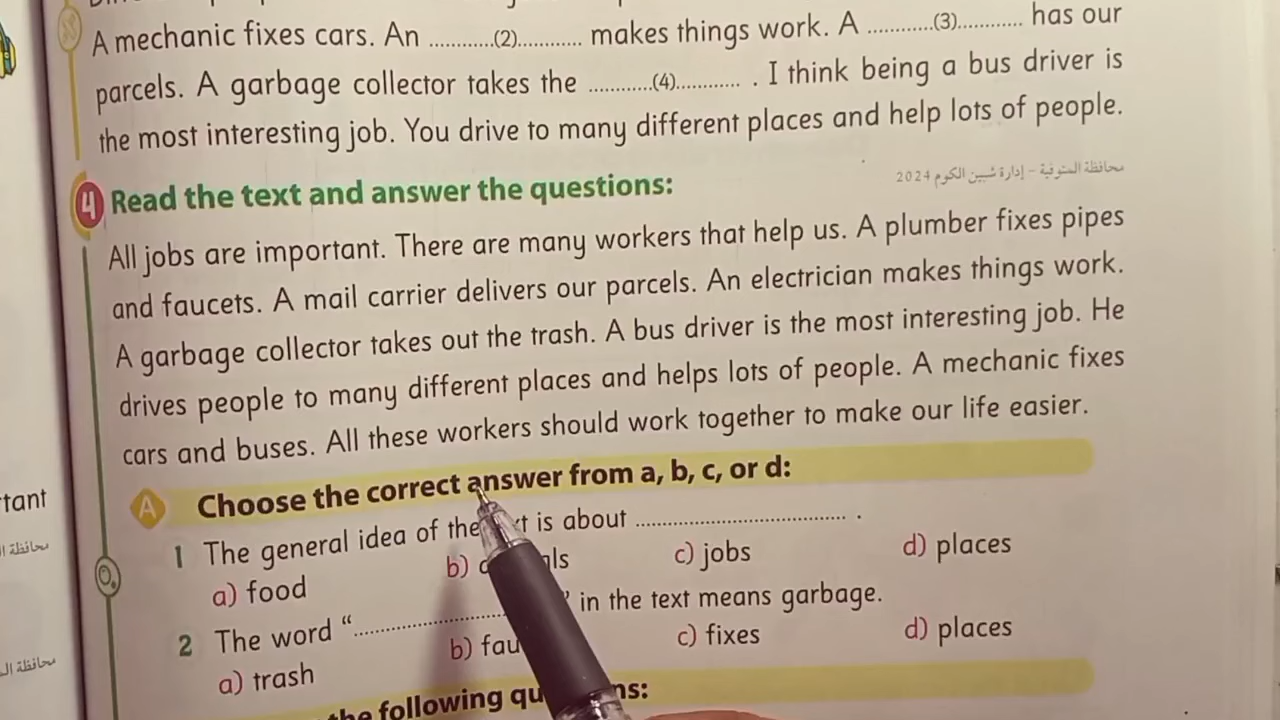 A mechanic fixes cars. An ............(2)............ makes things work. A ............(3)............ has our
parcels. A garbage collector takes the ............(4)............ . I think being a bus driver is
the most interesting job. You drive to many different places and help lots of people.
محافظة المنوفية - إدارة شبين الكوم 2024
4 Read the text and answer the questions:
All jobs are important. There are many workers that help us. A plumber fixes pipes
and faucets. A mail carrier delivers our parcels. An electrician makes things work.
A garbage collector takes out the trash. A bus driver is the most interesting job. He
drives people to many different places and helps lots of people. A mechanic fixes
cars and buses. All these workers should work together to make our life easier.
A Choose the correct answer from a, b, c, or d:
1 The general idea of the is about .................................... .
a) food b) c) jobs d) places
2 The word “............................ ” in the text means garbage.
a) trash b) c) fixes d) places
the following
tant
محافظة
محافظة